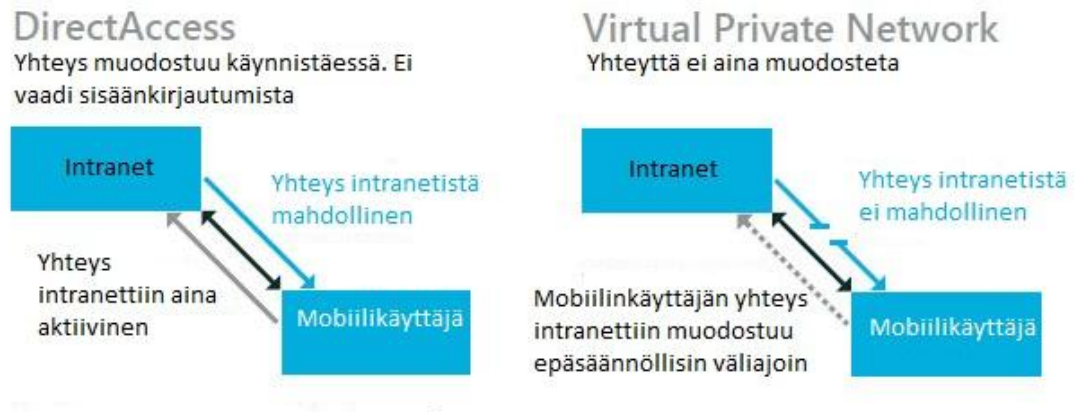 DirectAccess
Yhteys muodostuu käynnistäessä. Ei
vaadi sisäänkirjautumista
Intranet
Yhteys intranetistä
mahdollinen
Yhteys
intranettiin aina
aktiivinen
Mobiilikäyttäjä
Virtual Private Network
Yhteyttä ei aina muodosteta
Intranet
Yhteys intranetistä
ei mahdollinen
Mobiilinkäyttäjän yhteys
intranettiin muodostuu
epäsäännöllisin väliajoin
Mobiilikäyttäjä